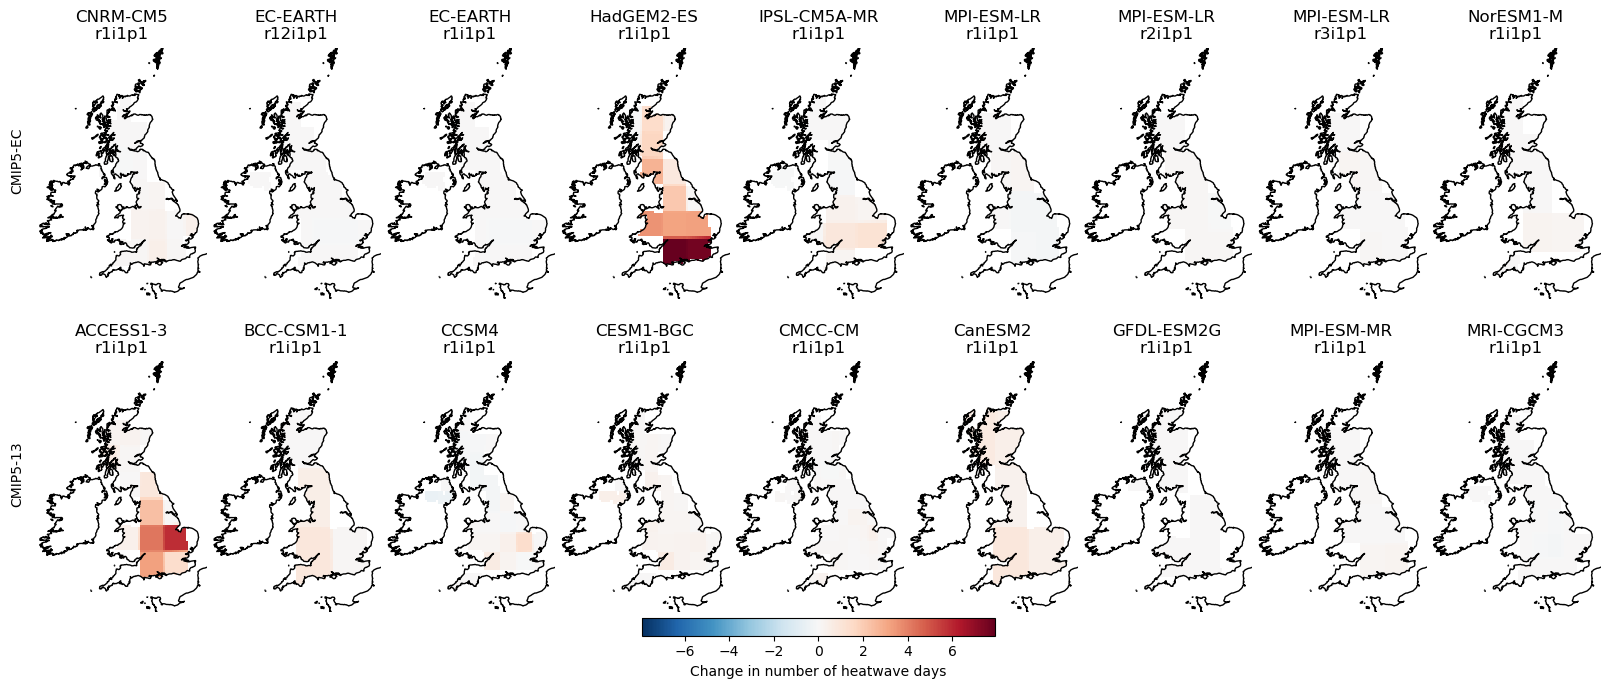 CNRM-CM5 EC-EARTH EC-EARTH HadGEM2-ES IPSL-CM5A-MR MPI-ESM-LR MPI-ESM-LR MPI-ESM-LR NorESM1-M
r1i1p1 r12i1p1 r1i1p1 r1i1p1 r1i1p1 r1i1p1 r2i1p1 r3i1p1 r1i1p1
CMIP5-EC
ACCESS1-3 BCC-CSM1-1 CCSM4 CESM1-BGC CMCC-CM CanESM2 GFDL-ESM2G MPI-ESM-MR MRI-CGCM3
r1i1p1 r1i1p1 r1i1p1 r1i1p1 r1i1p1 r1i1p1 r1i1p1 r1i1p1 r1i1p1
CMIP5-13
−6 −4 −2 0 2 4 6
Change in number of heatwave days